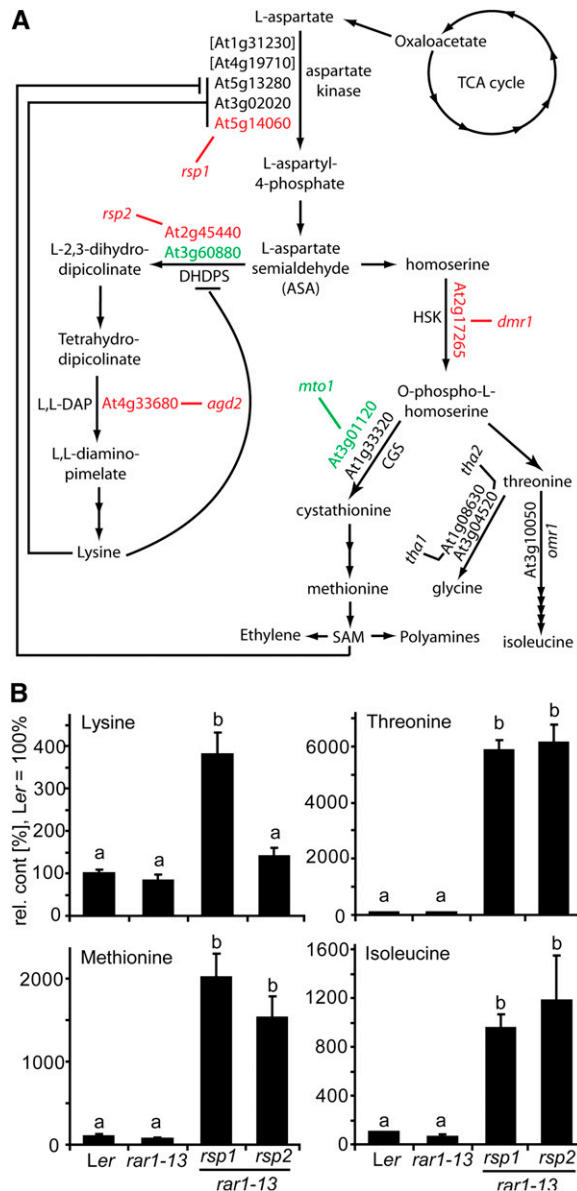 A
L-aspartate
Oxaloacetate
TCA cycle
[At1g31230]
[At4g19710]
At5g13280
At3g02020
At5g14060
aspartate
kinase
rsp1
L-aspartyl-
4-phosphate
rsp2
At2g45440
At3g60880
DHDPS
L-2,3-dihydro-
dipicolinate
L-aspartate
semialdehyde
(ASA)
homoserine
HSK
At2g17265
dmr1
Tetrahydro-
dipicolinate
L,L-DAP
At4g33680
agd2
O-phospho-L-
homoserine
mto1
At3g01120
At1g33320
CGS
L,L-diamino-
pimelate
tha2
threonine
cystathionine
tha1
At1g08630
At3g04520
At3g10050
omr1
Lysine
methionine
glycine
Ethylene
SAM
Polyamines
isoleucine
B
rel. cont [%], Ler = 100%
Lysine
400
300
200
100
0
a
a
b
a
Threonine
6000
4000
2000
0
a
a
b
b
Methionine
2000
1000
0
a
a
b
b
Ler
rar1-13
rsp1
rsp2
rar1-13
Isoleucine
1600
1200
800
400
0
a
a
b
b
Ler
rar1-13
rsp1
rsp2
rar1-13